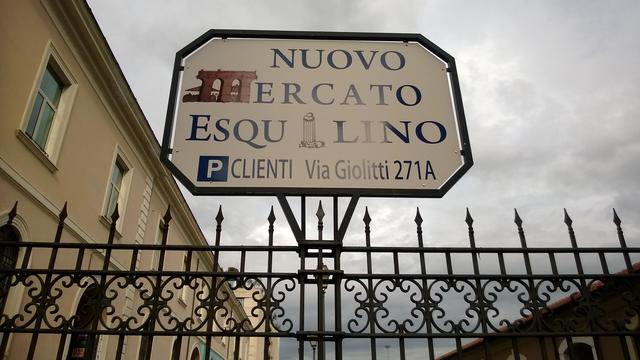 NUOVO
MERCATO
ESQUILINO
P CLIENTI Via Giolitti 271A